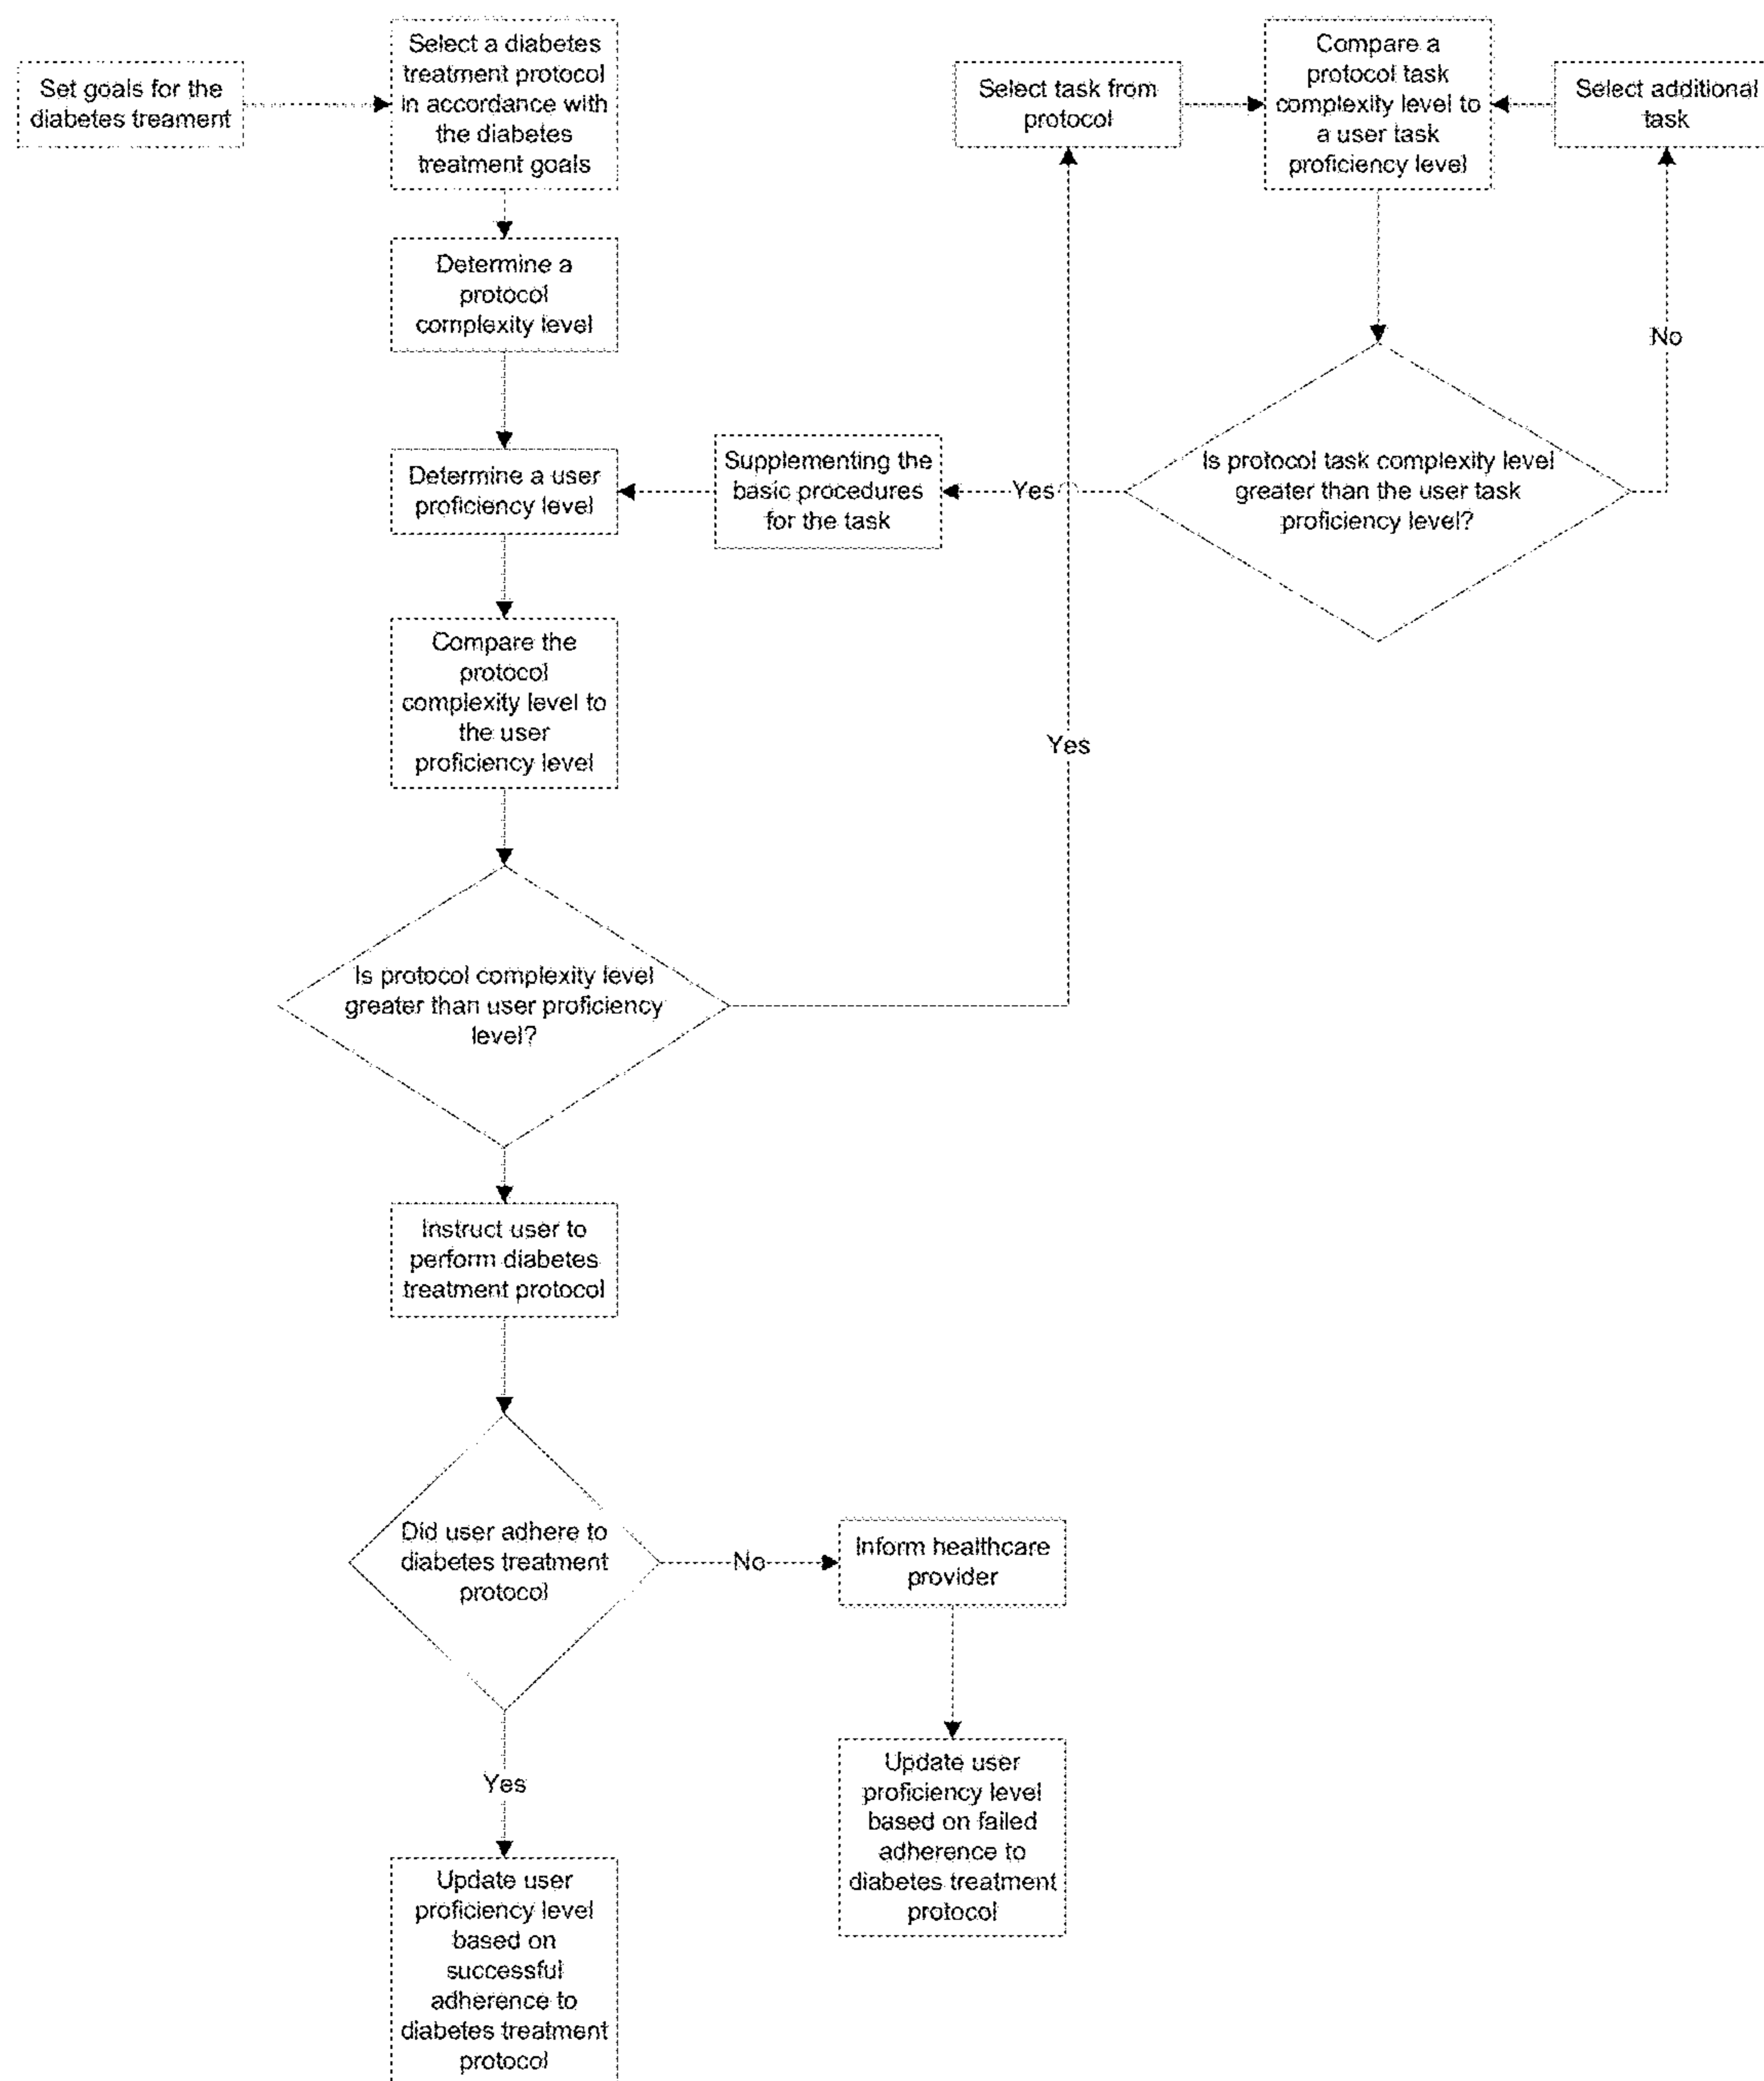 Set goals for the
diabetes treament
Select a diabetes
treatment protocol
in accordance with
the diabetes
treatment goals
Determine a
protocol
complexity level
Determine a user
proficiency level
Compare the
protocol
complexity level to
the user
proficiency level
Is protocol complexity level
greater than user proficiency
level?
Yes
Select task from
protocol
Compare a
protocol task
complexity level to
a user task
proficiency level
Select additional
task
No
Is protocol task complexity level
greater than the user task
proficiency level?
Yes
Supplementing the
basic procedures
for the task
Instruct user to
perform diabetes
treatment protocol
Did user adhere to
diabetes treatment
protocol
No
Inform healthcare
provider
Update user
proficiency level
based on failed
adherence to
diabetes treatment
protocol
Yes
Update user
proficiency level
based on
successful
adherence to
diabetes treatment
protocol